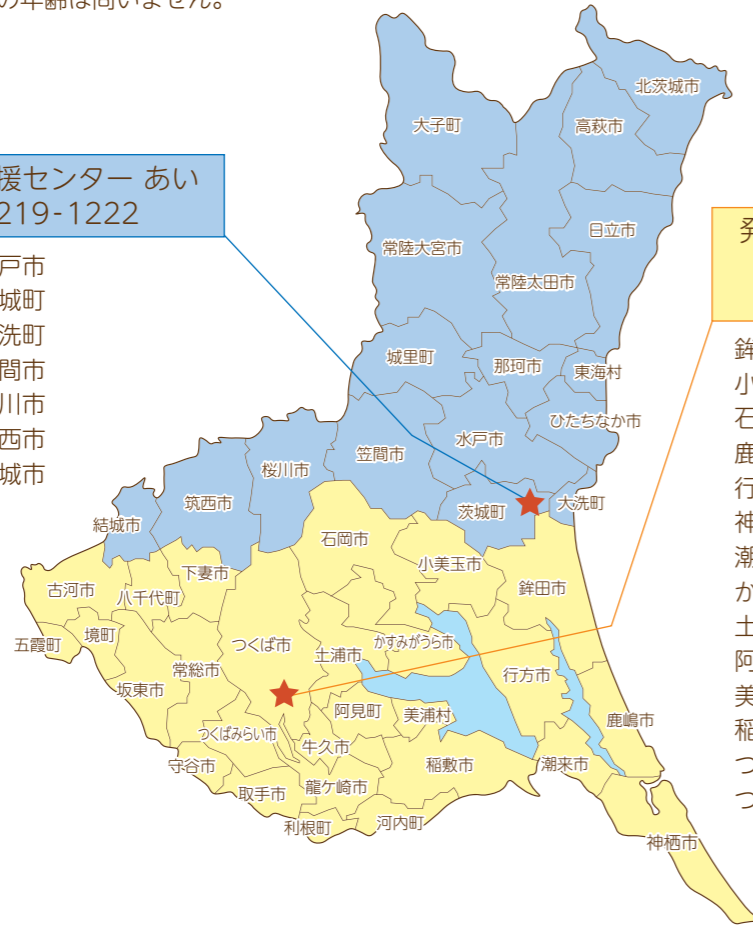 の年齢は問いません。
援センター あい
219-1222
戸市
城町
洗町
間市
川市
西市
城市
発
鉾
小
石
鹿
行
神
潮
か
土
阿
美
稲
つ
つ
北茨城市
大子町
高萩市
日立市
常陸大宮市
常陸太田市
城里町
那珂市
東海村
ひたちなか市
水戸市
笠間市
桜川市
筑西市
結城市
茨城町
大洗町
石岡市
小美玉市
鉾田市
下妻市
古河市
八千代町
五霞町
境町
つくば市
土浦市
かすみがうら市
行方市
常総市
坂東市
阿見町
美浦村
鹿嶋市
つくばみらい市
牛久市
守谷市
稲敷市
潮来市
取手市
龍ケ崎市
利根町
河内町
神栖市